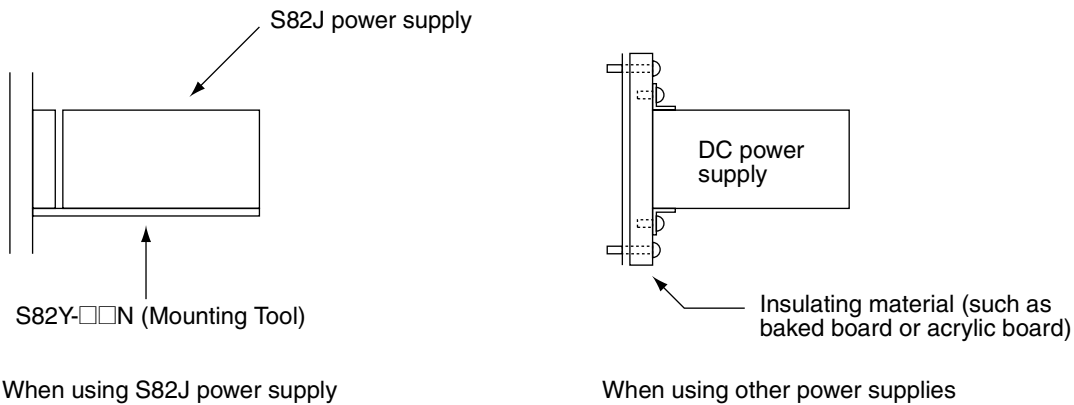 S82J power supply
S82Y-□□N (Mounting Tool)
When using S82J power supply
DC power
supply
Insulating material (such as
baked board or acrylic board)
When using other power supplies